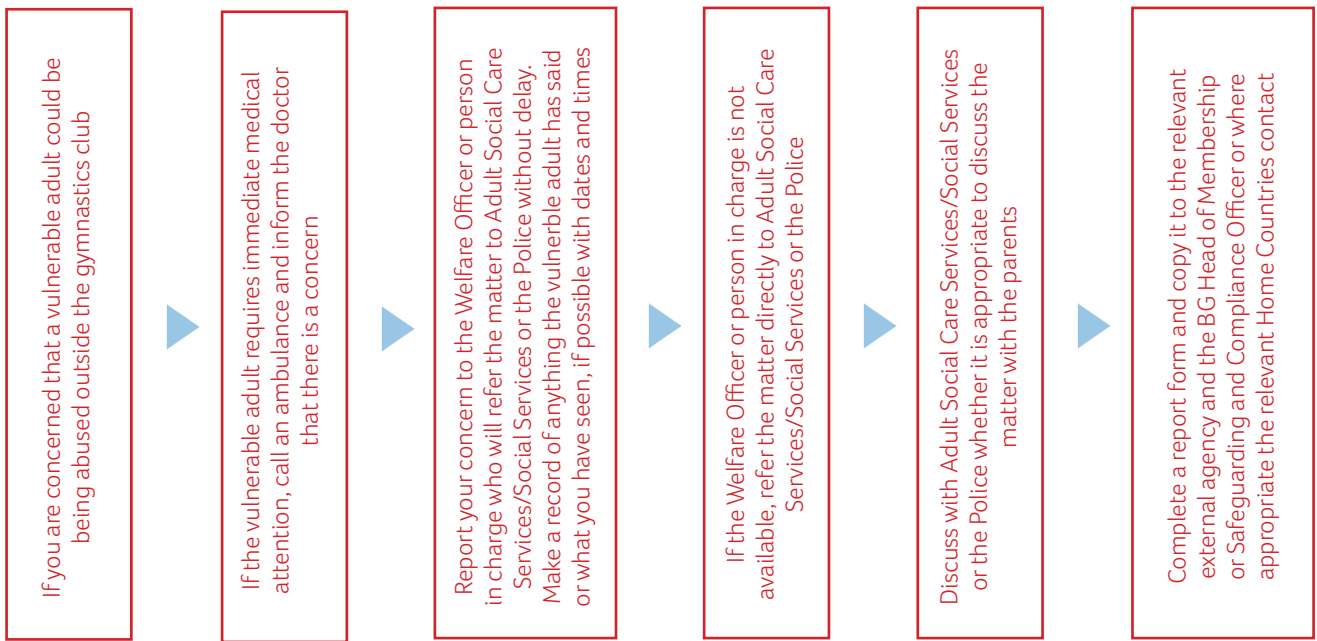 If you are concerned that a vulnerable adult could be
being abused outside the gymnastics club
If the vulnerable adult requires immediate medical
attention, call an ambulance and inform the doctor
that there is a concern
Report your concern to the Welfare Officer or person
in charge who will refer the matter to Adult Social Care
Services/Social Services or the Police without delay.
Make a record of anything the vulnerble adult has said
or what you have seen, if possible with dates and times
If the Welfare Officer or person in charge is not
available, refer the matter directly to Adult Social Care
Services/Social Services or the Police
Discuss with Adult Social Care Services/Social Services
or the Police whether it is appropriate to discuss the
matter with the parents
Complete a report form and copy it to the relevant
external agency and the BG Head of Membership
or Safeguarding and Compliance Officer or where
appropriate the relevant Home Countries contact